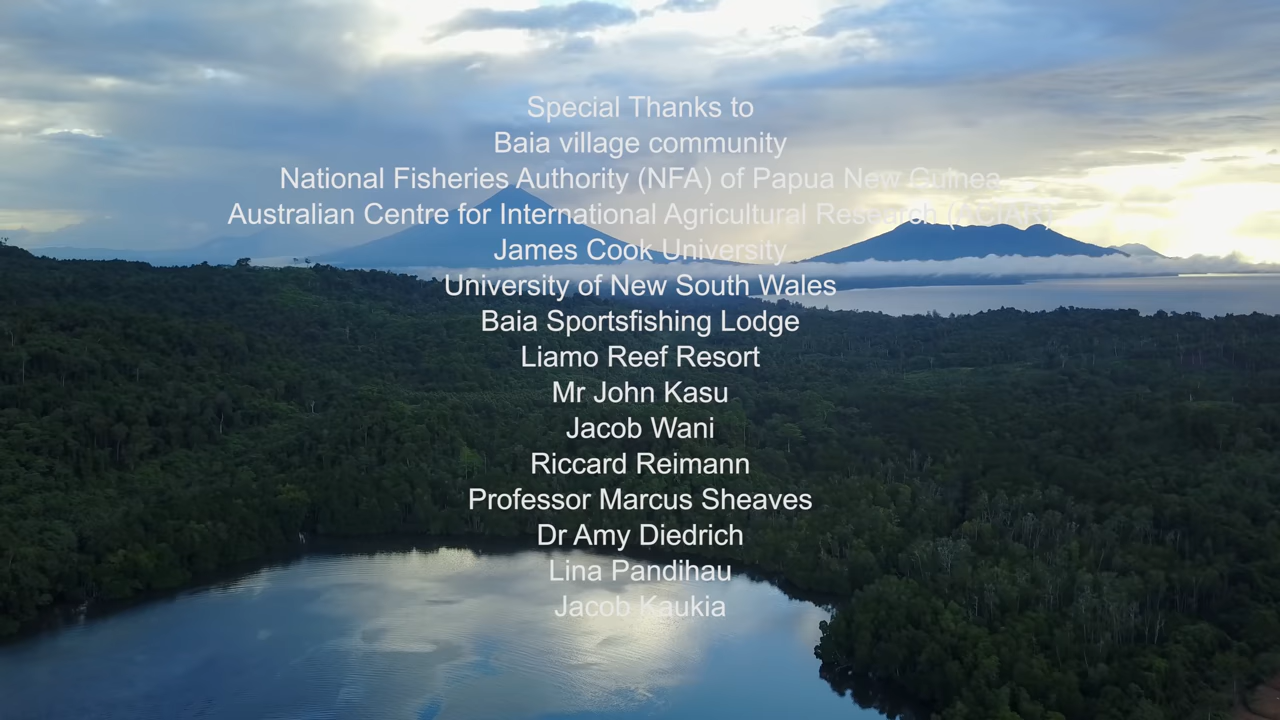 Special Thanks to
Baia village community
National Fisheries Authority (NFA) of Papua New Guinea
Australian Centre for International Agricultural Research (ACIAR)
James Cook University
University of New South Wales
Baia Sportsfishing Lodge
Liamo Reef Resort
Mr John Kasu
Jacob Wani
Riccard Reimann
Professor Marcus Sheaves
Dr Amy Diedrich
Lina Pandihau
Jacob Kaukia